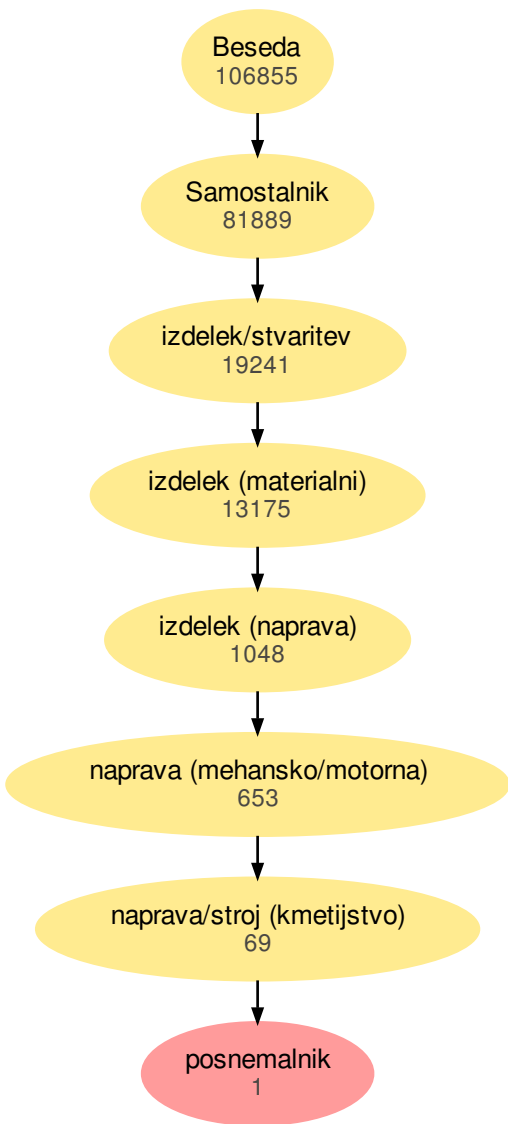 Beseda
106855
Samostalnik
81889
izdelek/stvaritev
19241
izdelek (materialni)
13175
izdelek (naprava)
1048
naprava (mehansko/motorna)
653
naprava/stroj (kmetijstvo)
69
posnemalnik
1